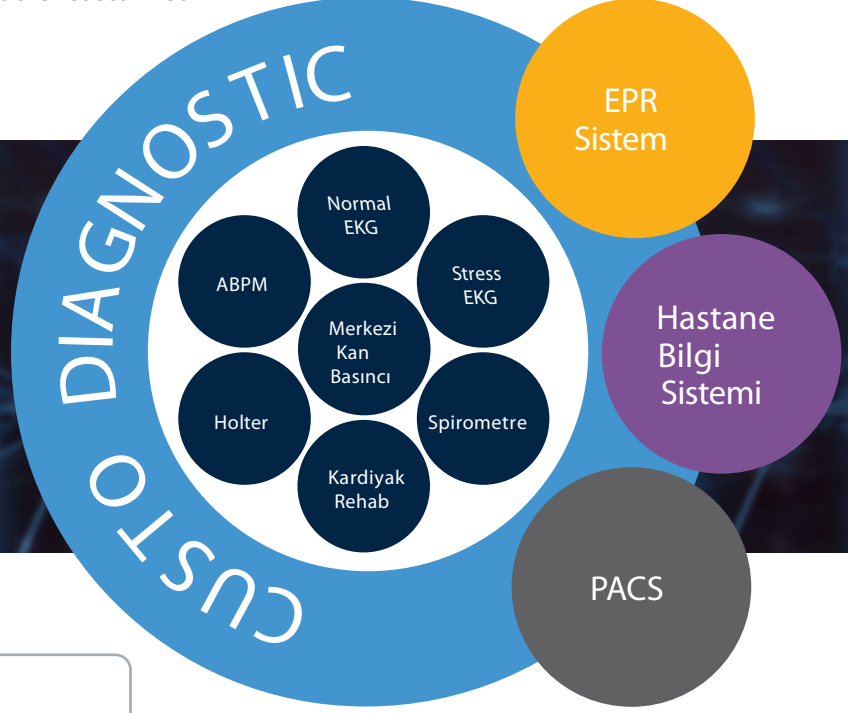 CUSTO DIAGNOSTIC
Normal
EKG
ABPM
Stress
EKG
Merkezi
Kan
Basıncı
Holter
Spirometre
Kardiyak
Rehab
EPR
Sistem
Hastane
Bilgi
Sistemi
PACS